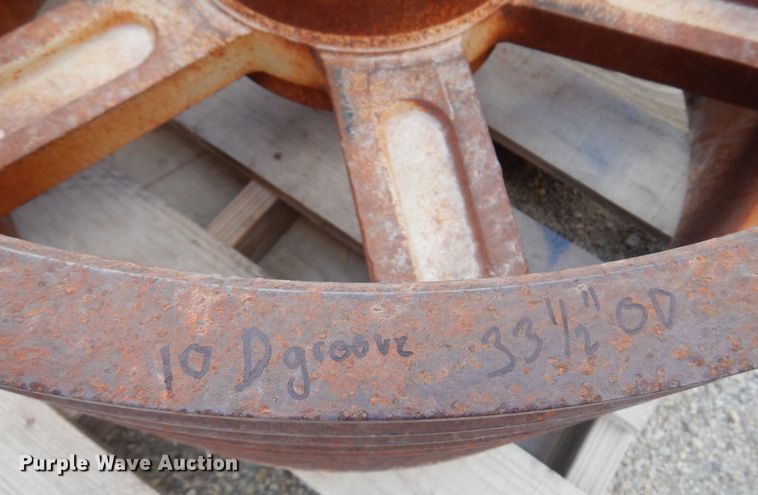 10 D groove 33 1/2" OD
Purple Wave Auction